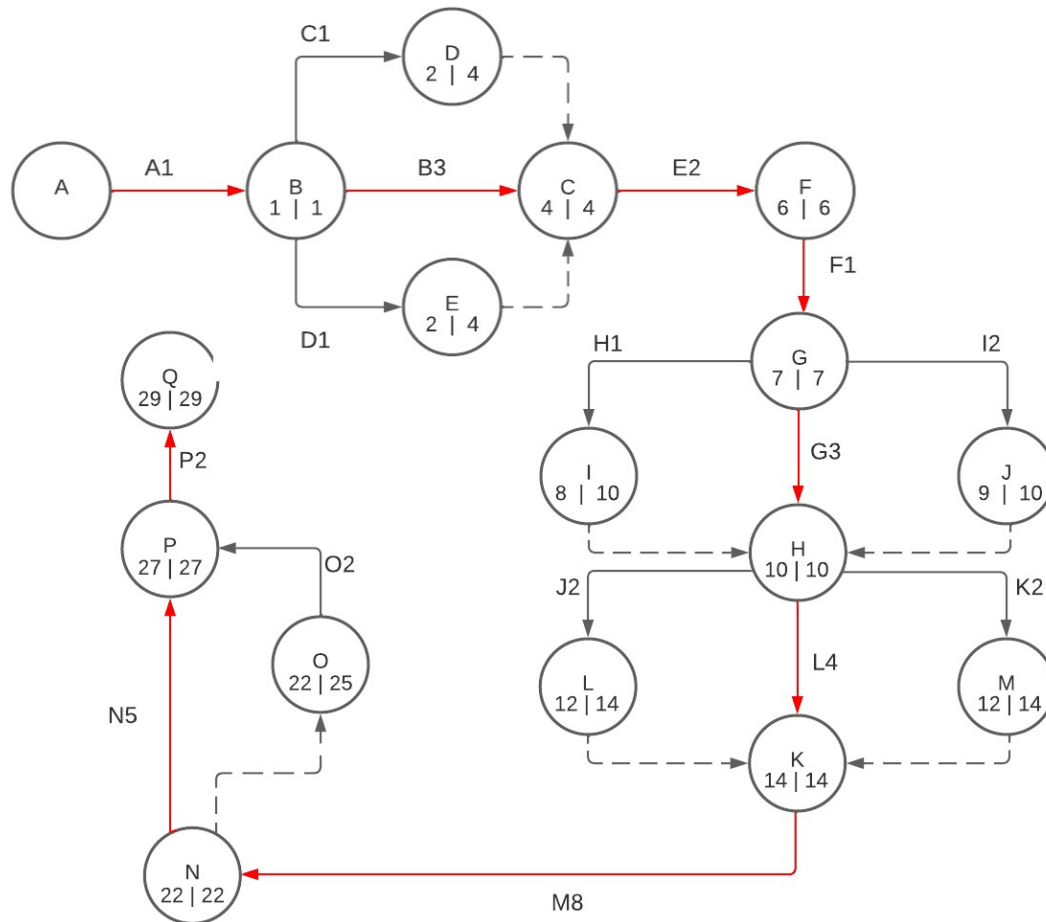 C1
D
2 | 4
A
A1
B
1 | 1
B3
C
4 | 4
E2
F
6 | 6
F1
E
2 | 4
D1
H1
G
7 | 7
I2
Q
29 | 29
P2
G3
I
8 | 10
J
9 | 10
P
27 | 27
O2
H
10 | 10
J2
K2
O
22 | 25
L4
L
12 | 14
M
12 | 14
N5
K
14 | 14
N
22 | 22
M8